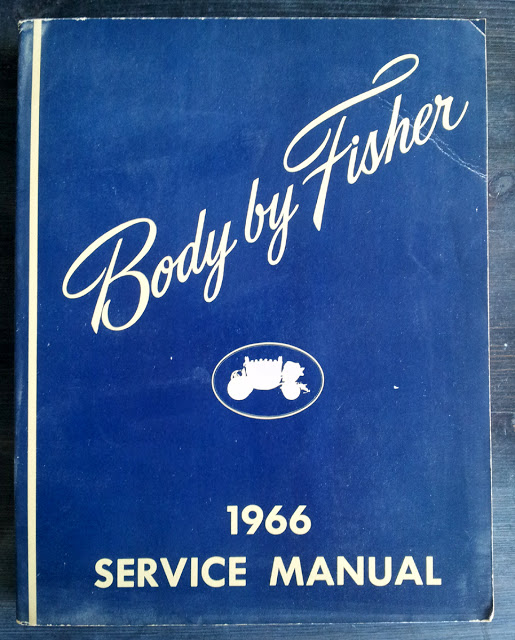 Body by Fisher
1966
SERVICE MANUAL